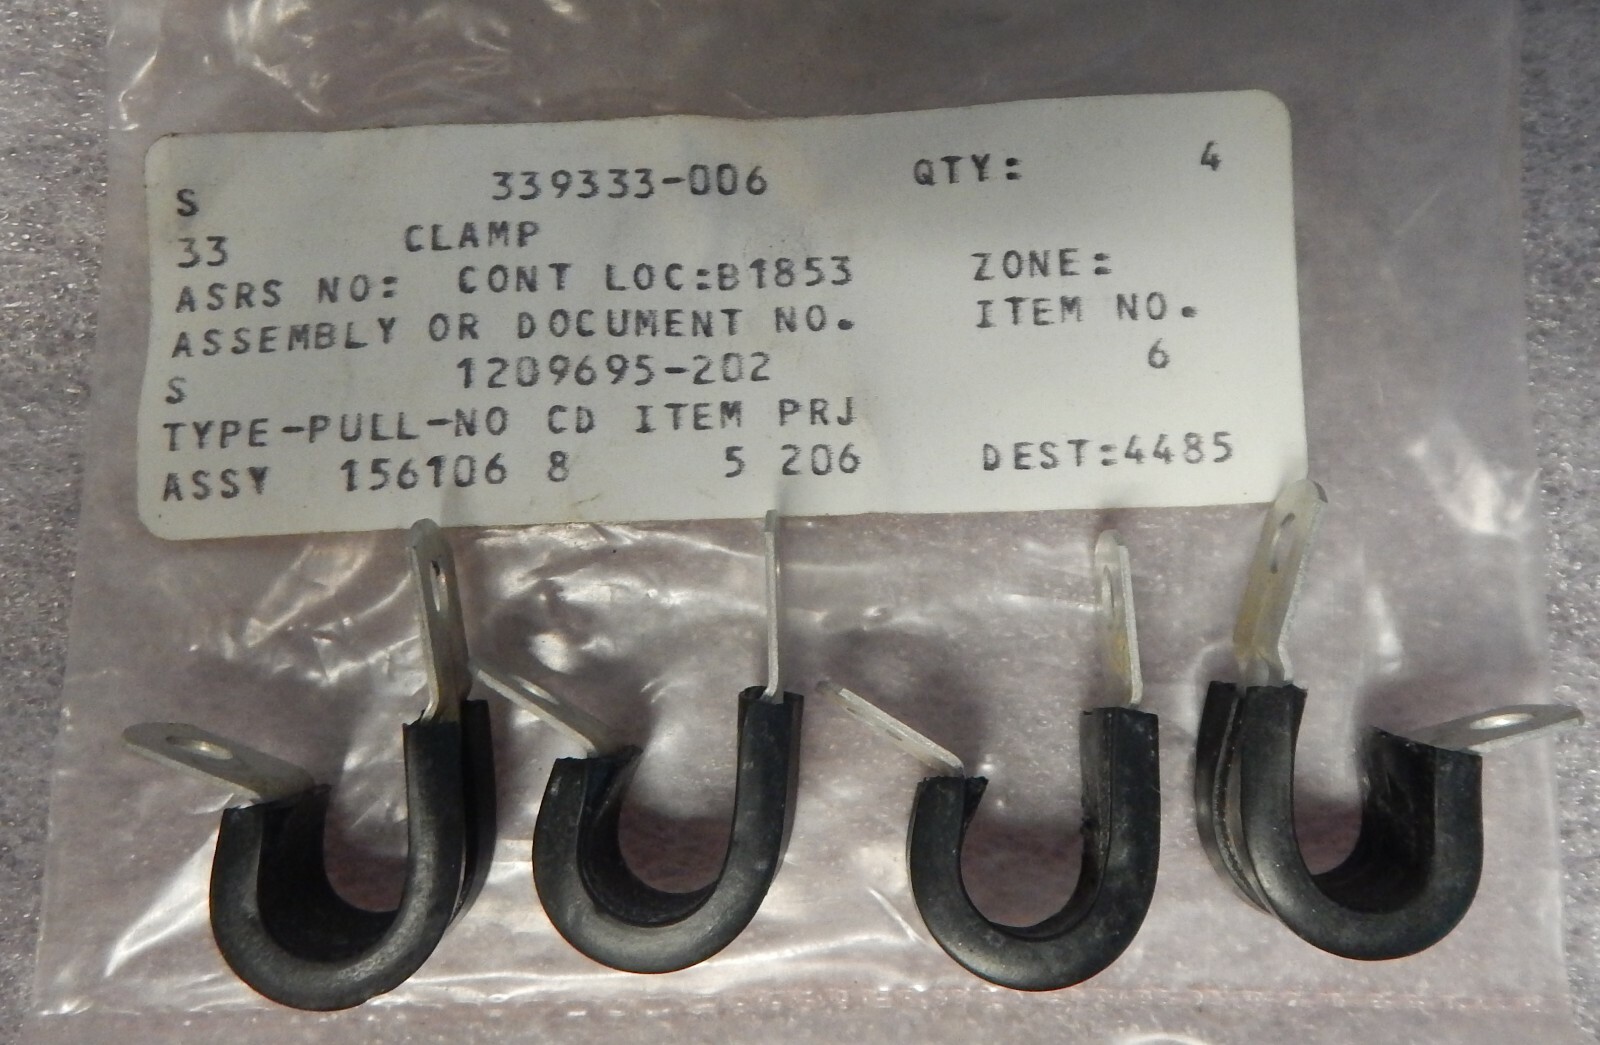 S 339333-006 QTY: 4
33 CLAMP
ASRS NO: CONT LOC:B1853 ZONE:
ASSEMBLY OR DOCUMENT NO. ITEM NO.
S 1209695-202 6
TYPE-PULL-NO CD ITEM PRJ
ASSY 156106 8 5 206 DEST:4485